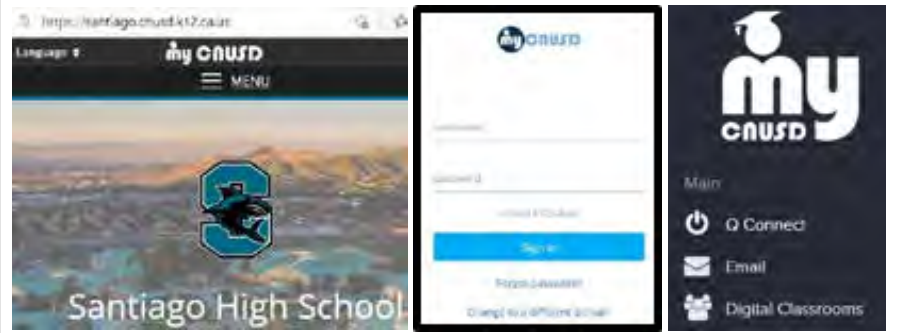 https://santiago.cnusd.k12.ca.us
Language
my CNUSD
MENU
S
Santiago High School
my CNUSD
Sign In
Forgot password?
my
CNUSD
Main
Q Connect
Email
Digital Classrooms